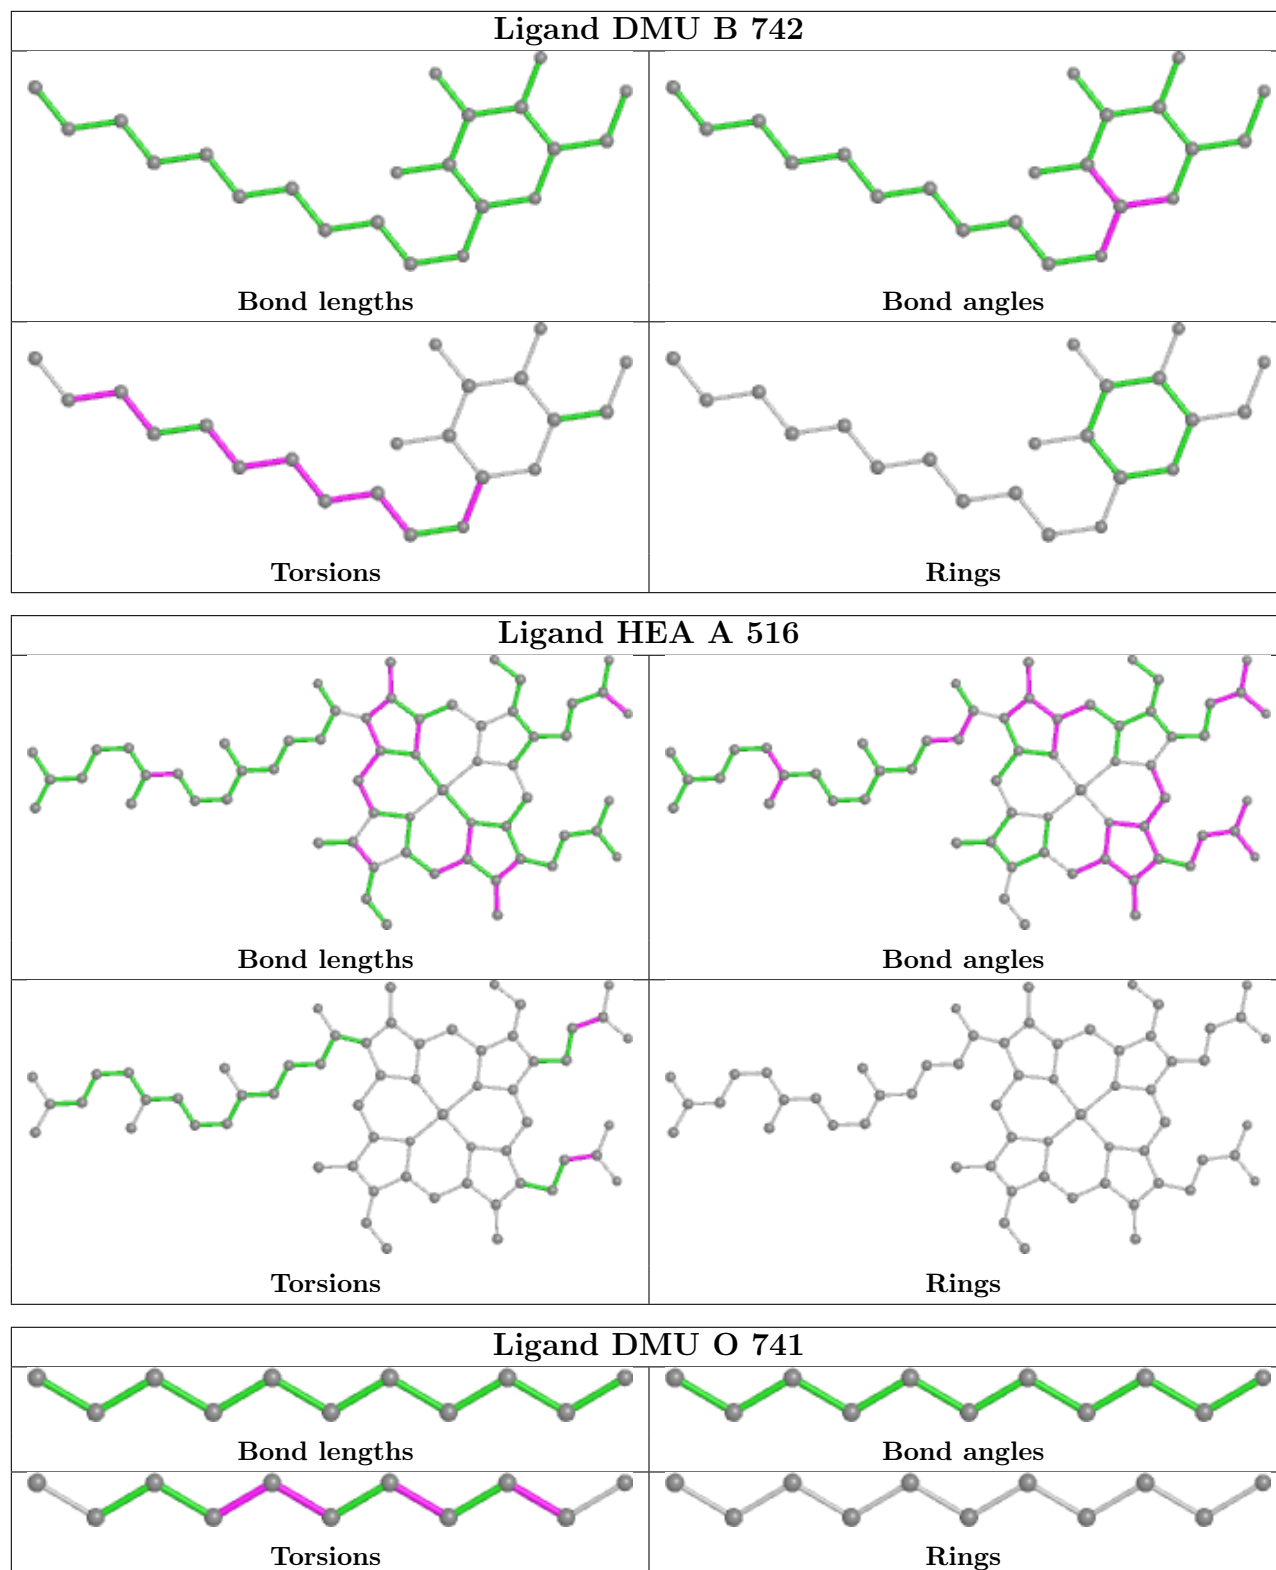 Ligand DMU B 742
Bond lengths
Bond angles
Torsions
Rings
Ligand HEA A 516
Bond lengths
Bond angles
Torsions
Rings
Ligand DMU O 741
Bond lengths
Bond angles
Torsions
Rings